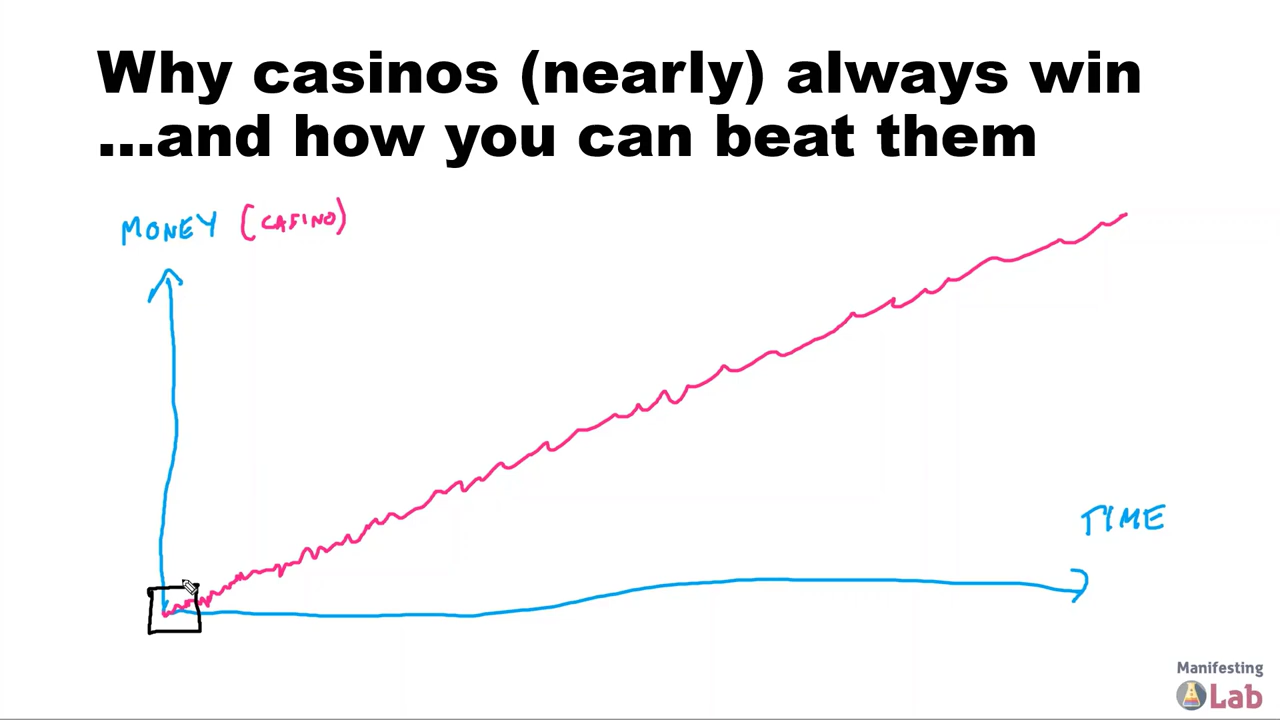 Why casinos (nearly) always win
...and how you can beat them
MONEY (CASINO)
TIME
Manifesting
Lab